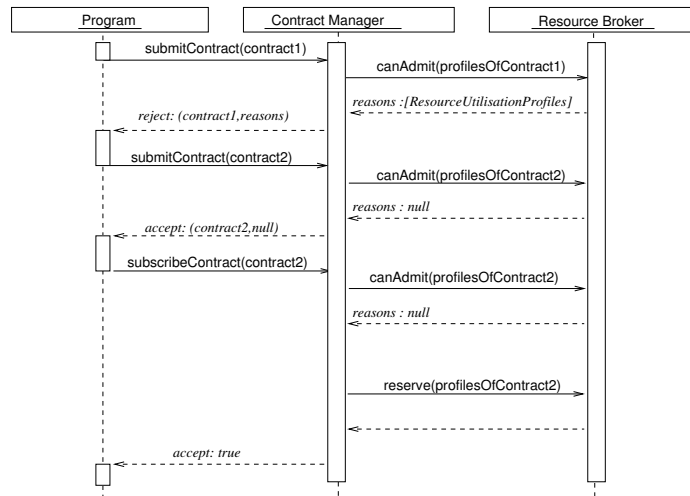 Program
Contract Manager
Resource Broker
submitContract(contract1)
canAdmit(profilesOfContract1)
reasons :[ResourceUtilisationProfiles]
reject: (contract1,reasons)
submitContract(contract2)
canAdmit(profilesOfContract2)
reasons : null
accept: (contract2,null)
subscribeContract(contract2)
canAdmit(profilesOfContract2)
reasons : null
reserve(profilesOfContract2)
accept: true